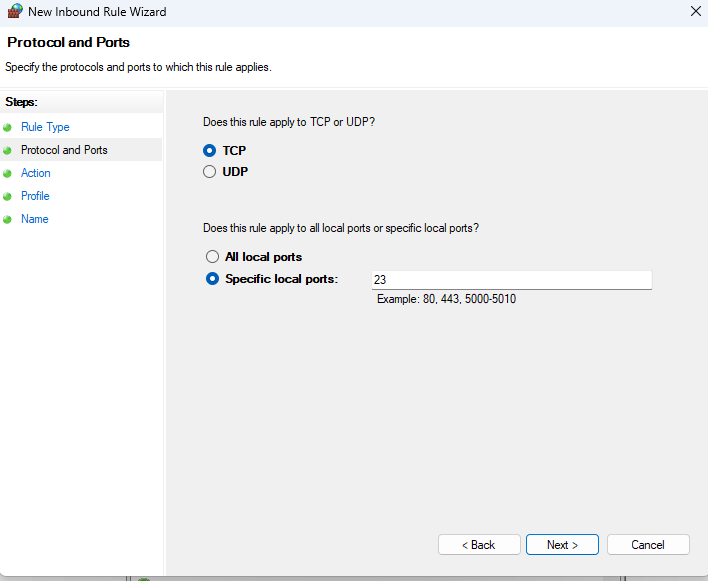 New Inbound Rule Wizard
Protocol and Ports
Specify the protocols and ports to which this rule applies.
Steps:
Rule Type
Protocol and Ports
Action
Profile
Name
Does this rule apply to TCP or UDP?
TCP
UDP
Does this rule apply to all local ports or specific local ports?
All local ports
Specific local ports:
23
Example: 80, 443, 5000-5010
< Back
Next >
Cancel